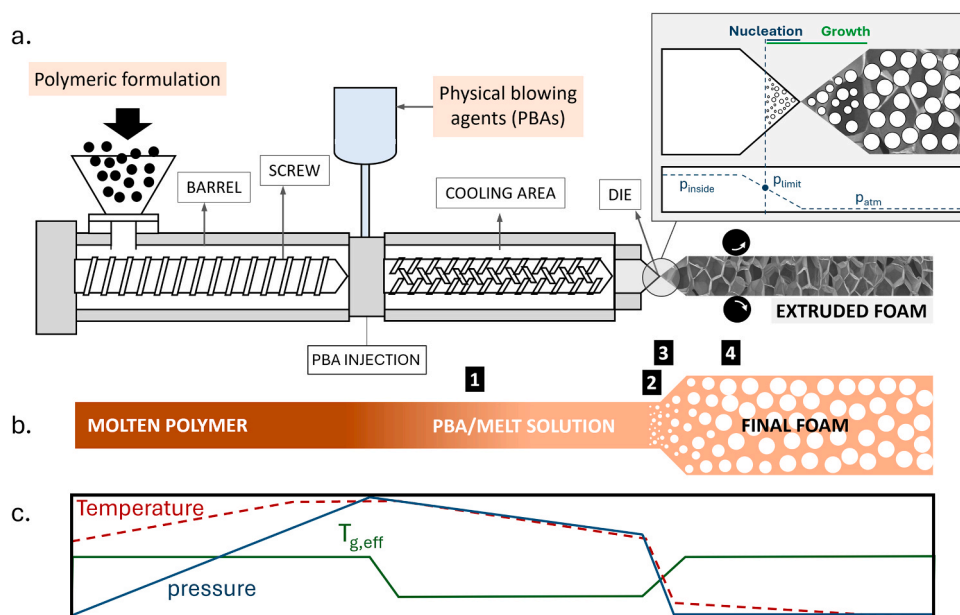 a.
Polymeric formulation
Physical blowing
agents (PBAs)
BARREL
SCREW
COOLING AREA
DIE
Nucleation
Growth
p_inside
p_limit
p_atm
EXTRUDED FOAM
PBA INJECTION
1
2
3
4
b.
MOLTEN POLYMER
PBA/MELT SOLUTION
FINAL FOAM
c.
Temperature
T_g,eff
pressure